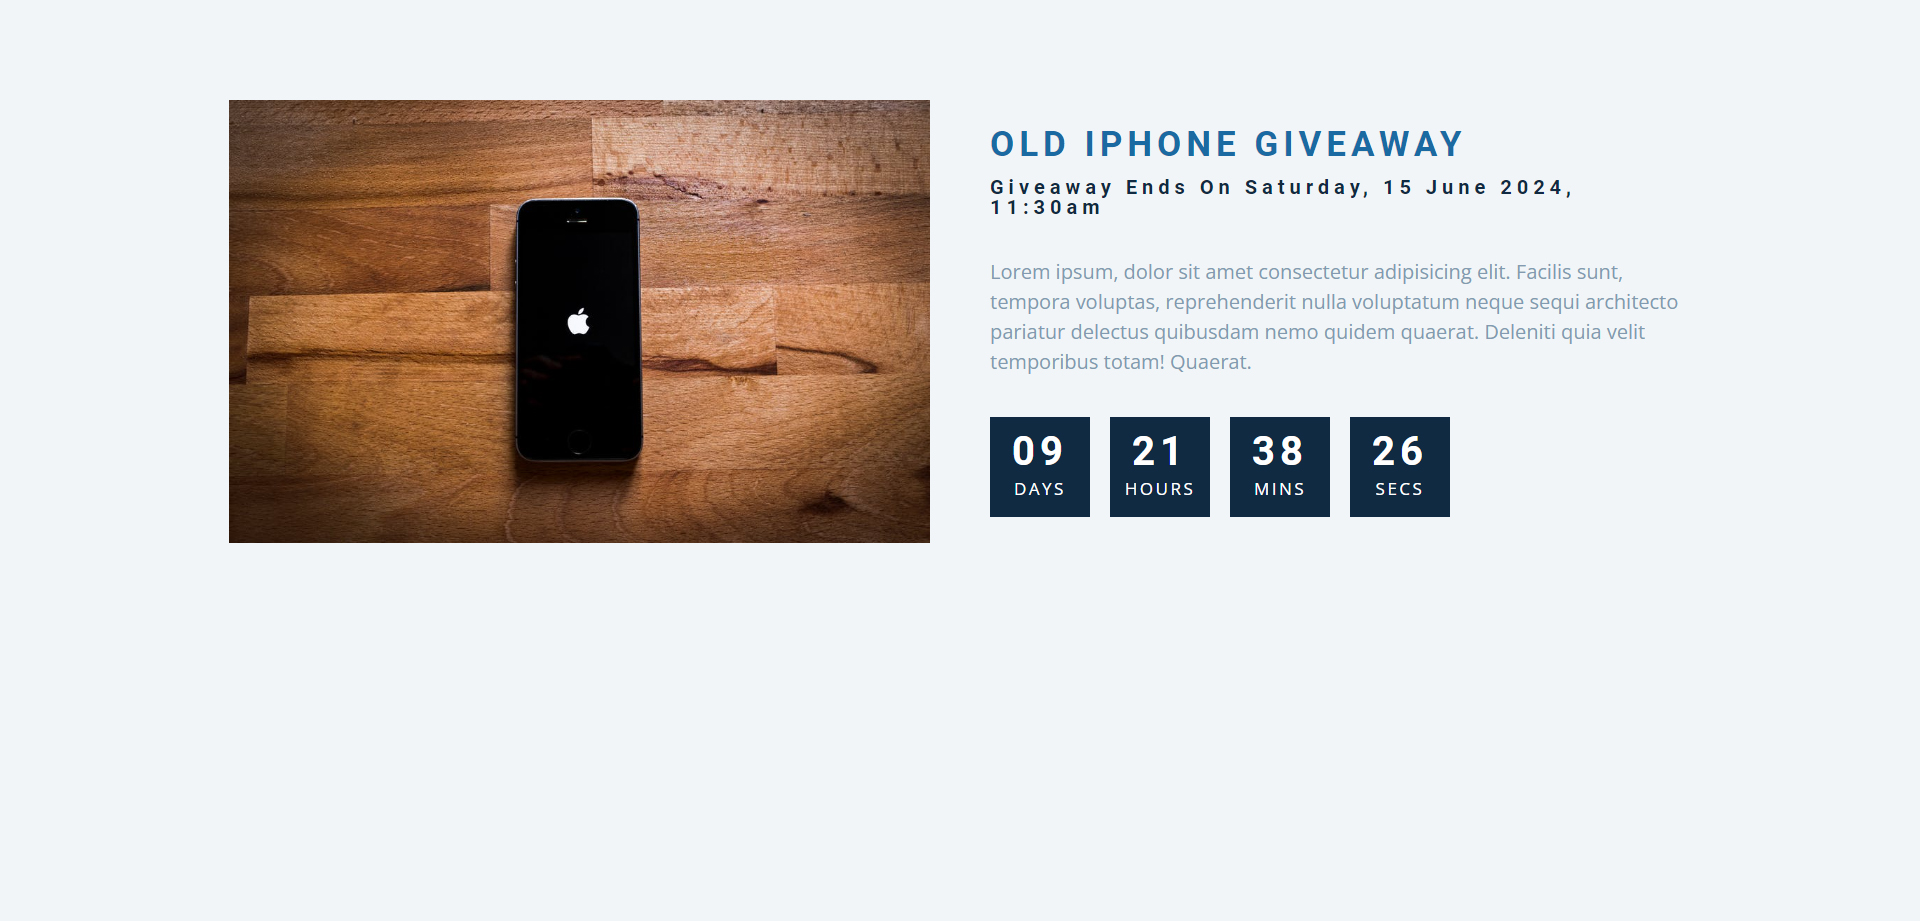 OLD IPHONE GIVEAWAY
Giveaway Ends On Saturday, 15 June 2024,
11:30am
Lorem ipsum, dolor sit amet consectetur adipisicing elit. Facilis sunt,
tempora voluptas, reprehenderit nulla voluptatum neque sequi architecto
pariatur delectus quibusdam nemo quidem quaerat. Deleniti quia velit
temporibus totam! Quaerat.
09 21 38 26
DAYS HOURS MINS SECS